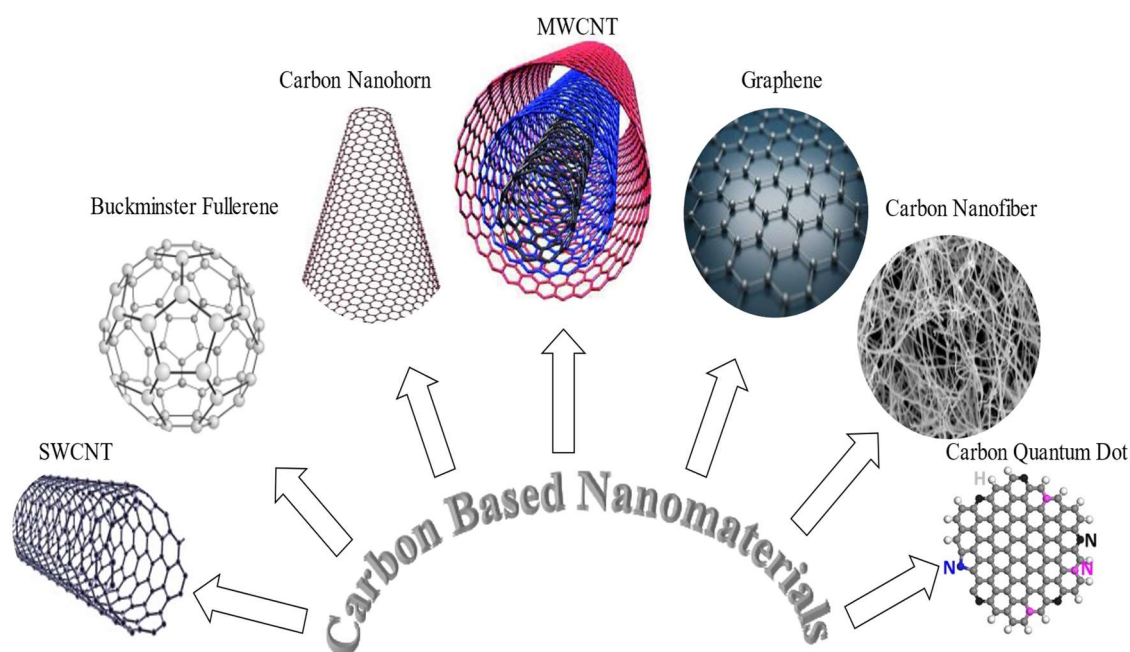 MWCNT
Carbon Nanohorn
Graphene
Buckminster Fullerene
Carbon Nanofiber
SWCNT
Carbon Quantum Dot
H
N
N
N
Carbon Based Nanomaterials